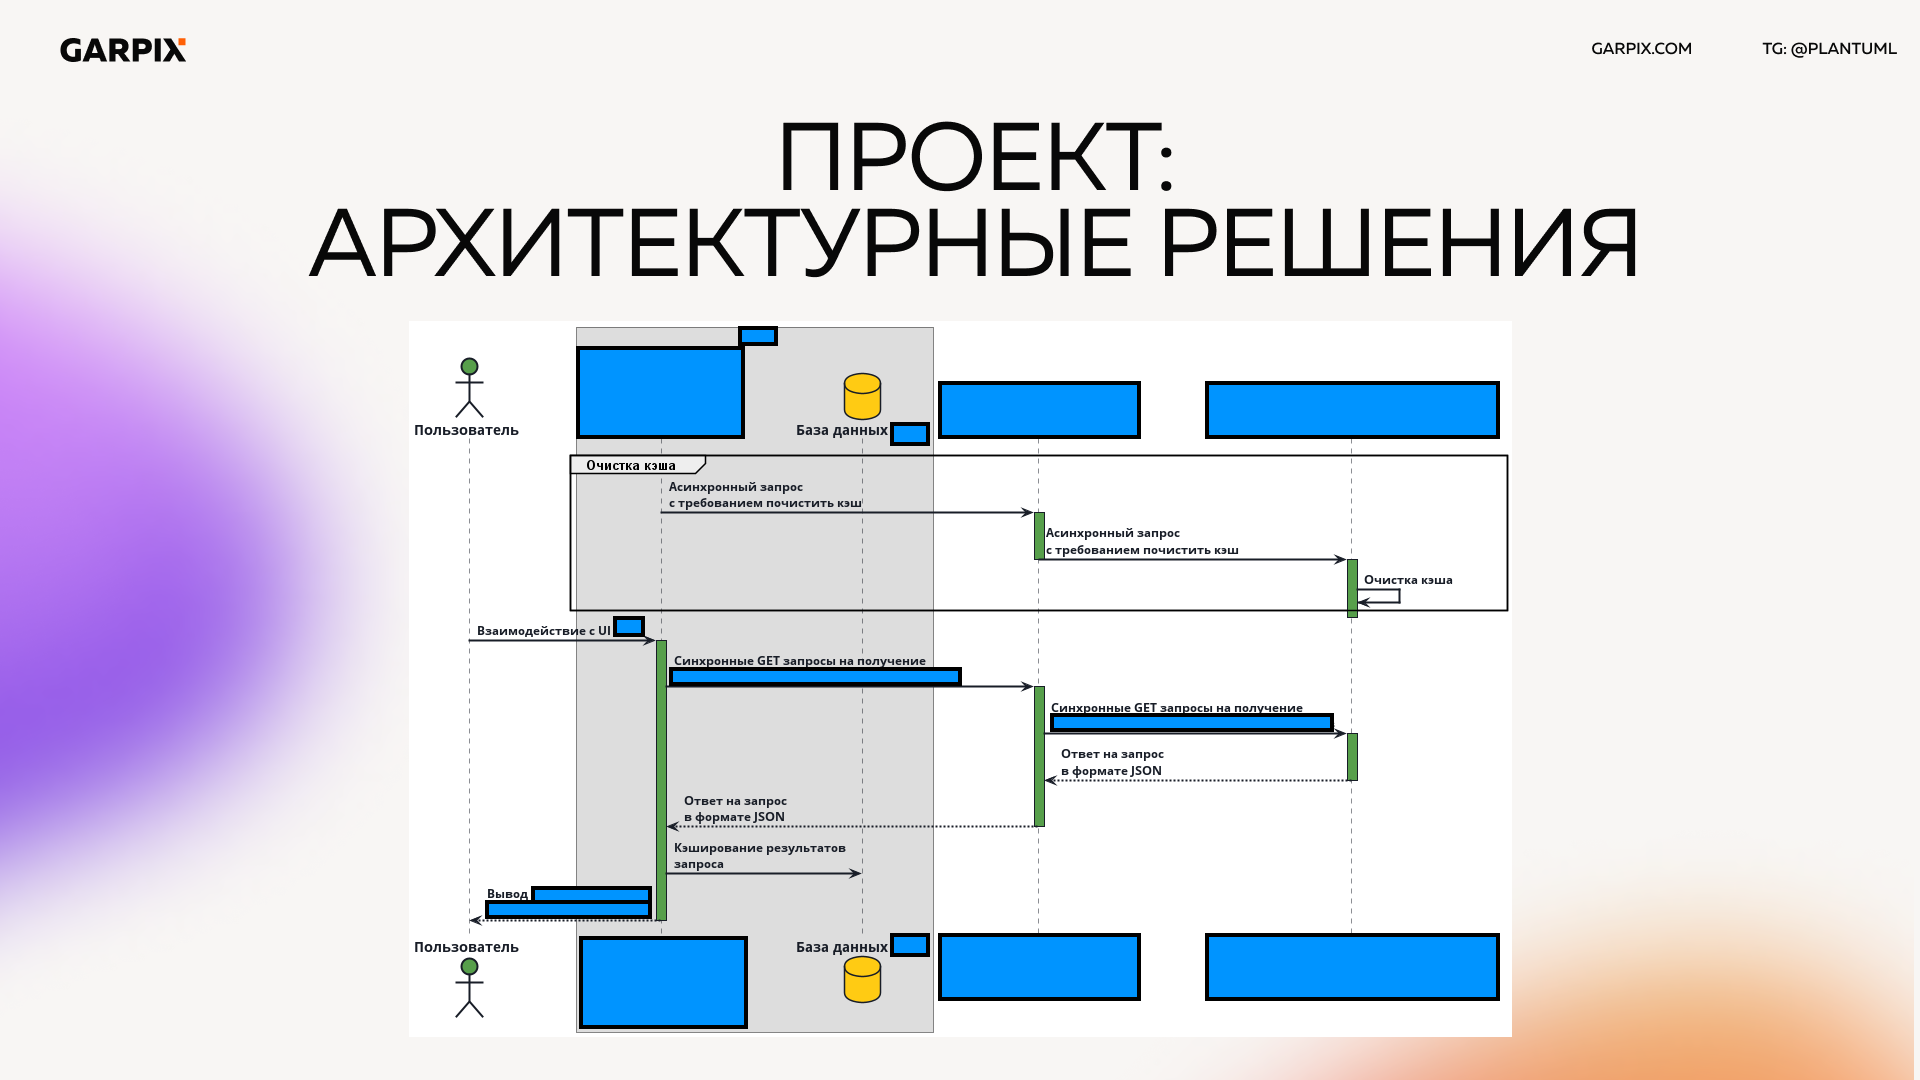 GARPIX
GARPIX.COM
TG: @PLANTUML
ПРОЕКТ:
АРХИТЕКТУРНЫЕ РЕШЕНИЯ
Пользователь
База данных
Очистка кэша
Асинхронный запрос
с требованием почистить кэш
Асинхронный запрос
с требованием почистить кэш
Очистка кэша
Взаимодействие с UI
Синхронные GET запросы на получение
Синхронные GET запросы на получение
Ответ на запрос
в формате JSON
Ответ на запрос
в формате JSON
Кэширование результатов
запроса
Вывод
Пользователь
База данных